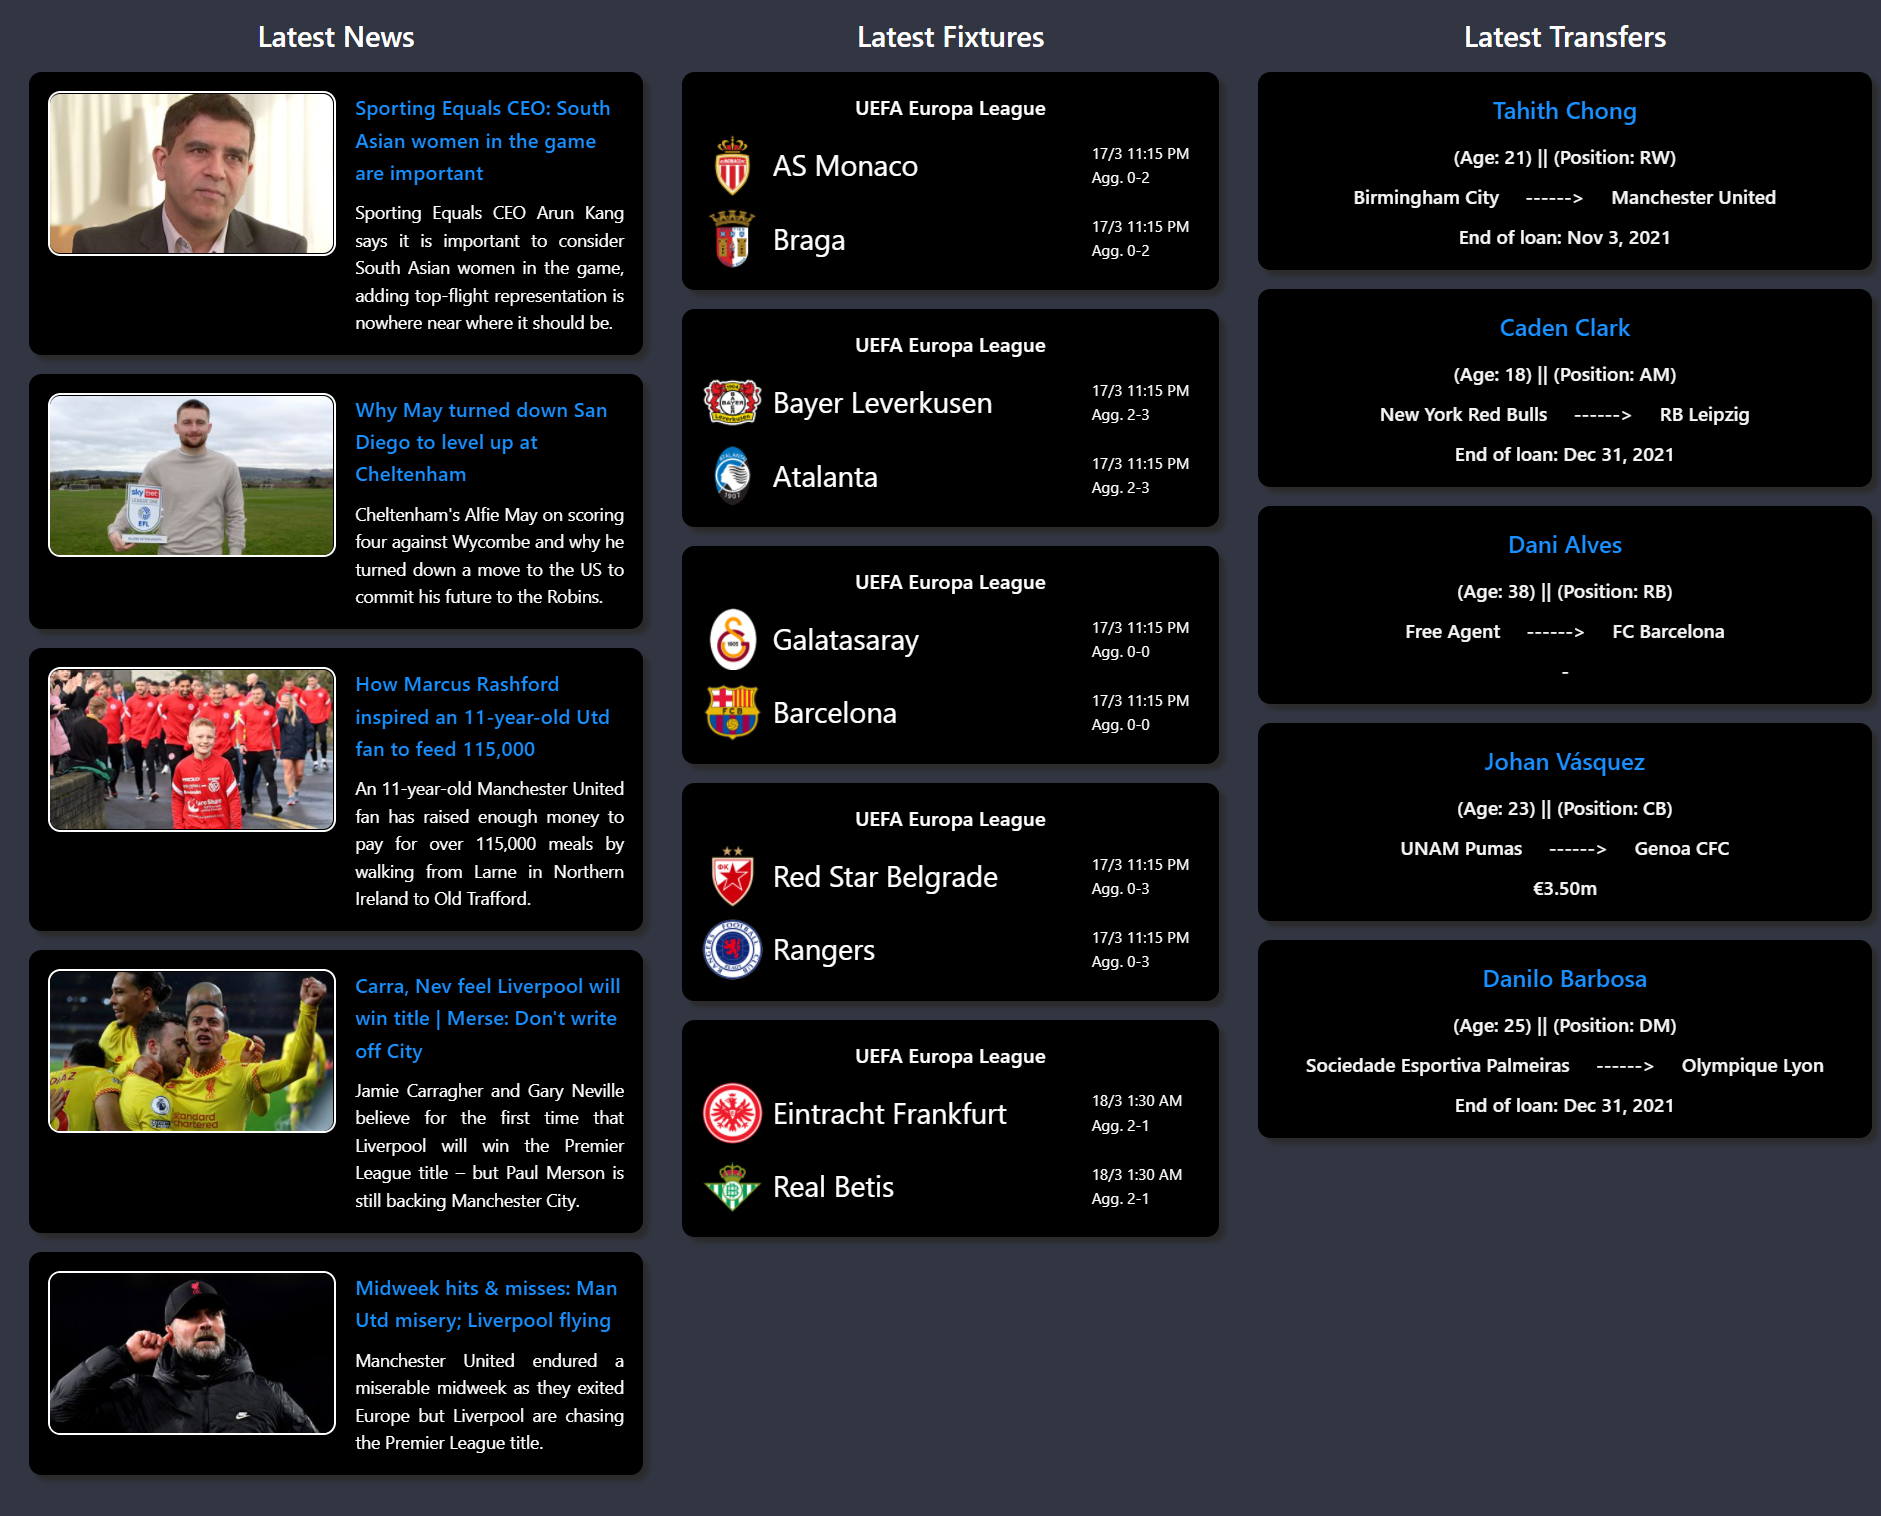 Latest News
Sporting Equals CEO: South
Asian women in the game
are important
Sporting Equals CEO Arun Kang
says it is important to consider
South Asian women in the game,
adding top-flight representation is
nowhere near where it should be.
Why May turned down San
Diego to level up at
Cheltenham
Cheltenham's Alfie May on scoring
four against Wycombe and why he
turned down a move to the US to
commit his future to the Robins.
sky bet
EFL
How Marcus Rashford
inspired an 11-year-old Utd
fan to feed 115,000
An 11-year-old Manchester United
fan has raised enough money to
pay for over 115,000 meals by
walking from Larne in Northern
Ireland to Old Trafford.
Carra, Nev feel Liverpool will
win title | Merse: Don't write
off City
Jamie Carragher and Gary Neville
believe for the first time that
Liverpool will win the Premier
League title – but Paul Merson is
still backing Manchester City.
standard
chartered
Midweek hits & misses: Man
Utd misery; Liverpool flying
Manchester United endured a
miserable midweek as they exited
Europe but Liverpool are chasing
the Premier League title.
Latest Fixtures
UEFA Europa League
AS Monaco
17/3 11:15 PM
Agg. 0-2
Braga
17/3 11:15 PM
Agg. 0-2
UEFA Europa League
Bayer Leverkusen
17/3 11:15 PM
Agg. 2-3
Atalanta
17/3 11:15 PM
Agg. 2-3
UEFA Europa League
Galatasaray
17/3 11:15 PM
Agg. 0-0
Barcelona
17/3 11:15 PM
Agg. 0-0
UEFA Europa League
Red Star Belgrade
17/3 11:15 PM
Agg. 0-3
Rangers
17/3 11:15 PM
Agg. 0-3
UEFA Europa League
Eintracht Frankfurt
18/3 1:30 AM
Agg. 2-1
Real Betis
18/3 1:30 AM
Agg. 2-1
Latest Transfers
Tahith Chong
(Age: 21) || (Position: RW)
Birmingham City ------> Manchester United
End of loan: Nov 3, 2021
Caden Clark
(Age: 18) || (Position: AM)
New York Red Bulls ------> RB Leipzig
End of loan: Dec 31, 2021
Dani Alves
(Age: 38) || (Position: RB)
Free Agent ------> FC Barcelona
-
Johan Vásquez
(Age: 23) || (Position: CB)
UNAM Pumas ------> Genoa CFC
€3.50m
Danilo Barbosa
(Age: 25) || (Position: DM)
Sociedade Esportiva Palmeiras ------> Olympique Lyon
End of loan: Dec 31, 2021